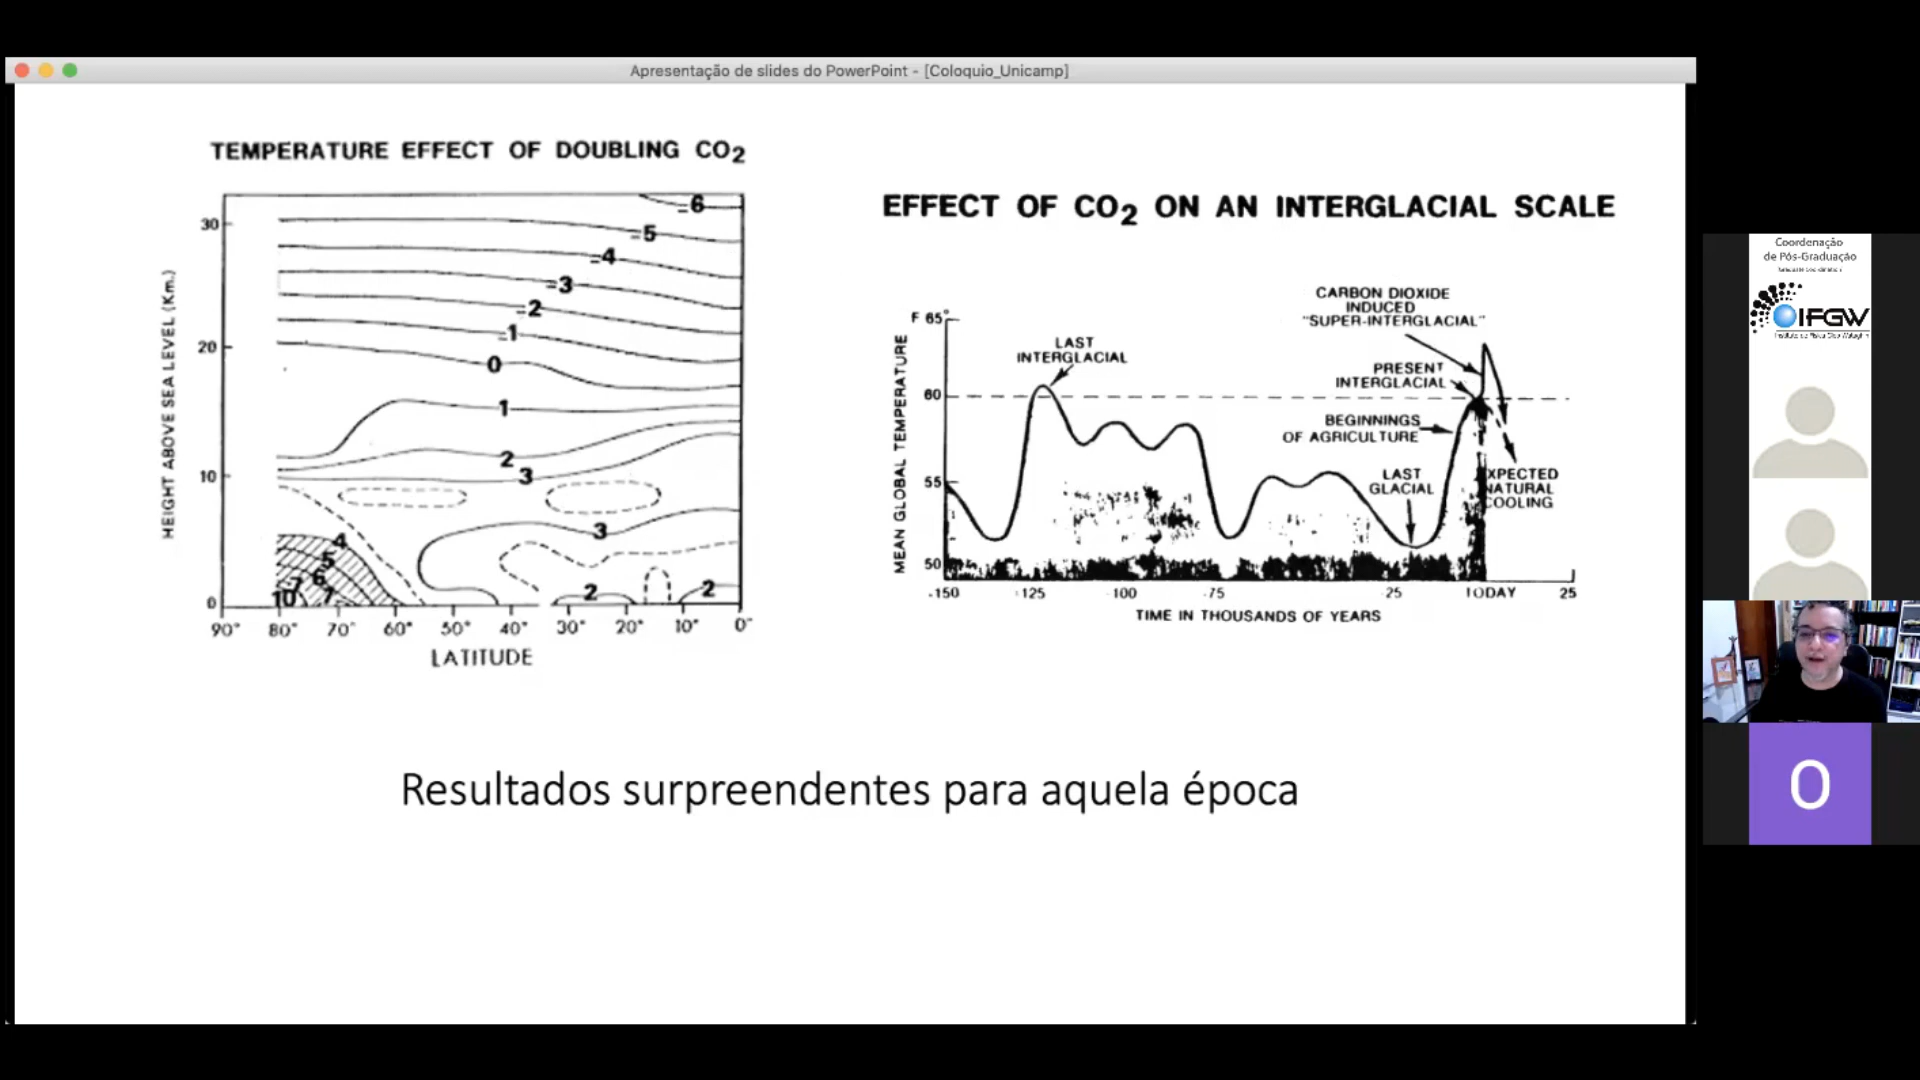 Apresentação de slides do PowerPoint - [Coloquio_Unicamp]
TEMPERATURE EFFECT OF DOUBLING CO2
HEIGHT ABOVE SEA LEVEL (Km.)
30
20
10
0
-6
-5
-4
-3
-2
-1
0
1
2
3
3
4
5
6
7
10
7
2
2
90° 80° 70° 60° 50° 40° 30° 20° 10° 0°
LATITUDE
EFFECT OF CO2 ON AN INTERGLACIAL SCALE
MEAN GLOBAL TEMPERATURE
F 65°
60
55
50
LAST
INTERGLACIAL
CARBON DIOXIDE
INDUCED
"SUPER-INTERGLACIAL"
PRESENT
INTERGLACIAL
BEGINNINGS
OF AGRICULTURE
LAST
GLACIAL
XPECTED
NATURAL
COOLING
-150 -125 -100 -75 -25 TODAY 25
TIME IN THOUSANDS OF YEARS
Resultados surpreendentes para aquela época
Coordenação
de Pós-Graduação
IFGW
O